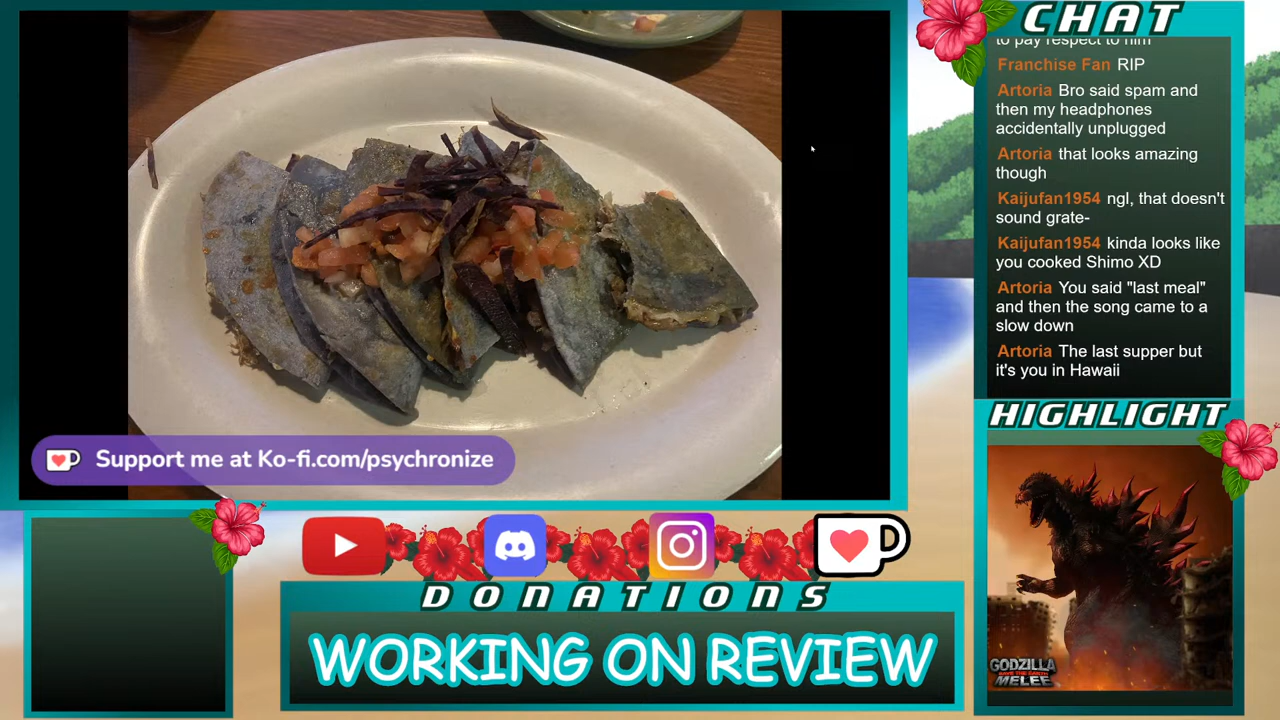 CHAT
to pay respect to him
Franchise Fan RIP
Artoria Bro said spam and
then my headphones
accidentally unplugged
Artoria that looks amazing
though
Kaijufan1954 ngl, that doesn't
sound grate-
Kaijufan1954 kinda looks like
you cooked Shimo XD
Artoria You said "last meal"
and then the song came to a
slow down
Artoria The last supper but
it's you in Hawaii
Support me at Ko-fi.com/psychronize
HIGHLIGHT
GODZILLA
SAVE THE EARTH
MELEE
DONATIONS
WORKING ON REVIEW